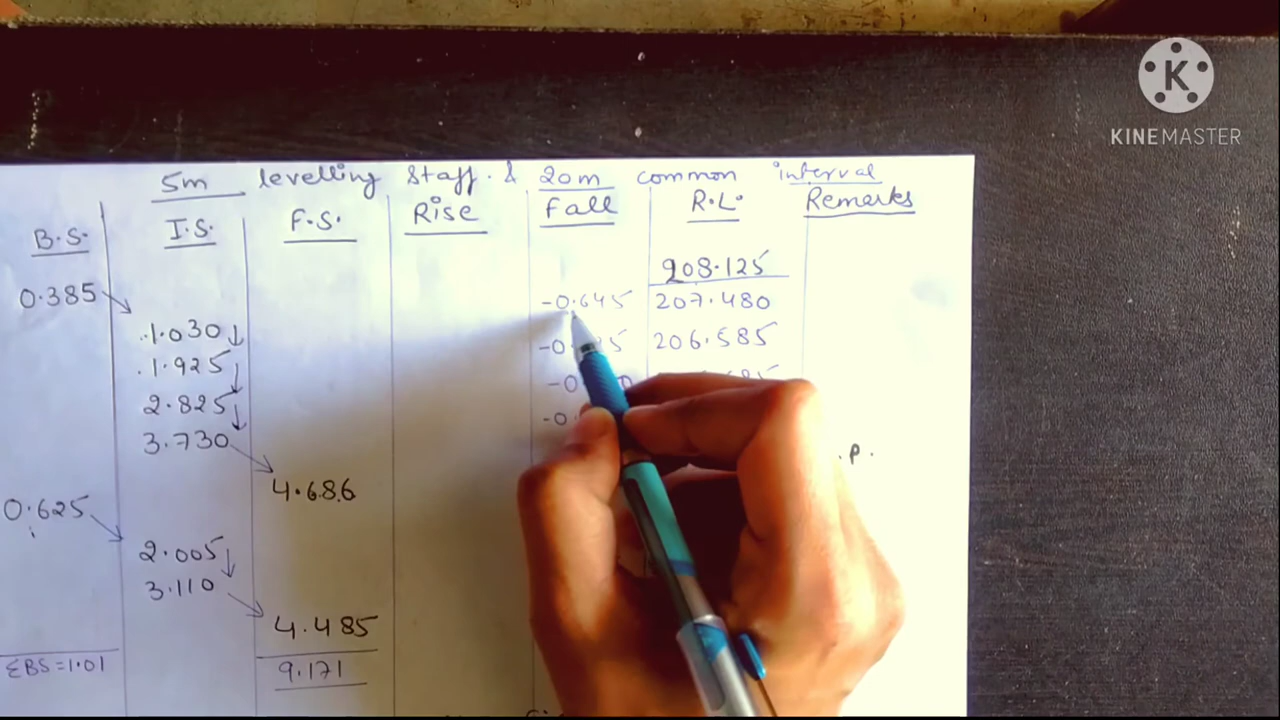 K
KINEMASTER
5m levelling Staff & 20m common interval
B.S. I.S. F.S. Rise Fall R.L. Remarks
208.125
0.385 -0.645 207.480
1.030 206.585
1.925
2.825
3.730
4.686 .P.
0.625
2.005
3.110
4.485
ΣBS=1.01 9.171